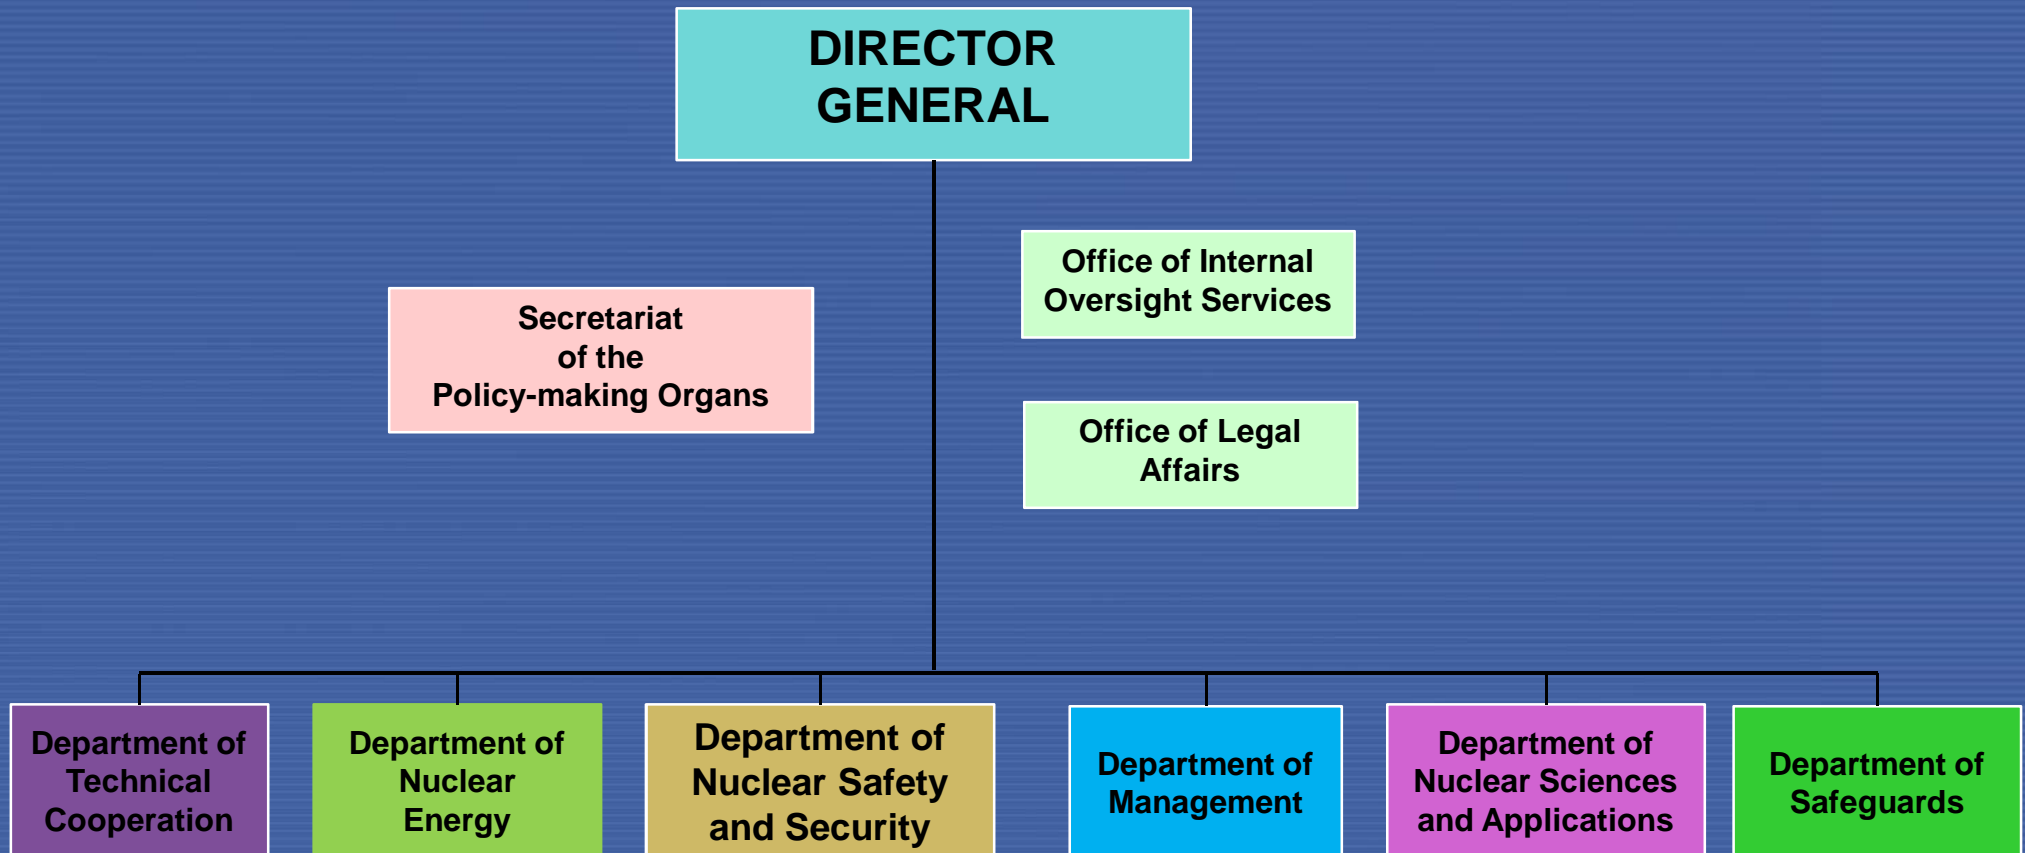 DIRECTOR
GENERAL
Office of Internal
Oversight Services
Secretariat
of the
Policy-making Organs
Office of Legal
Affairs
Department of
Technical
Cooperation
Department of
Nuclear
Energy
Department of
Nuclear Safety
and Security
Department of
Management
Department of
Nuclear Sciences
and Applications
Department of
Safeguards